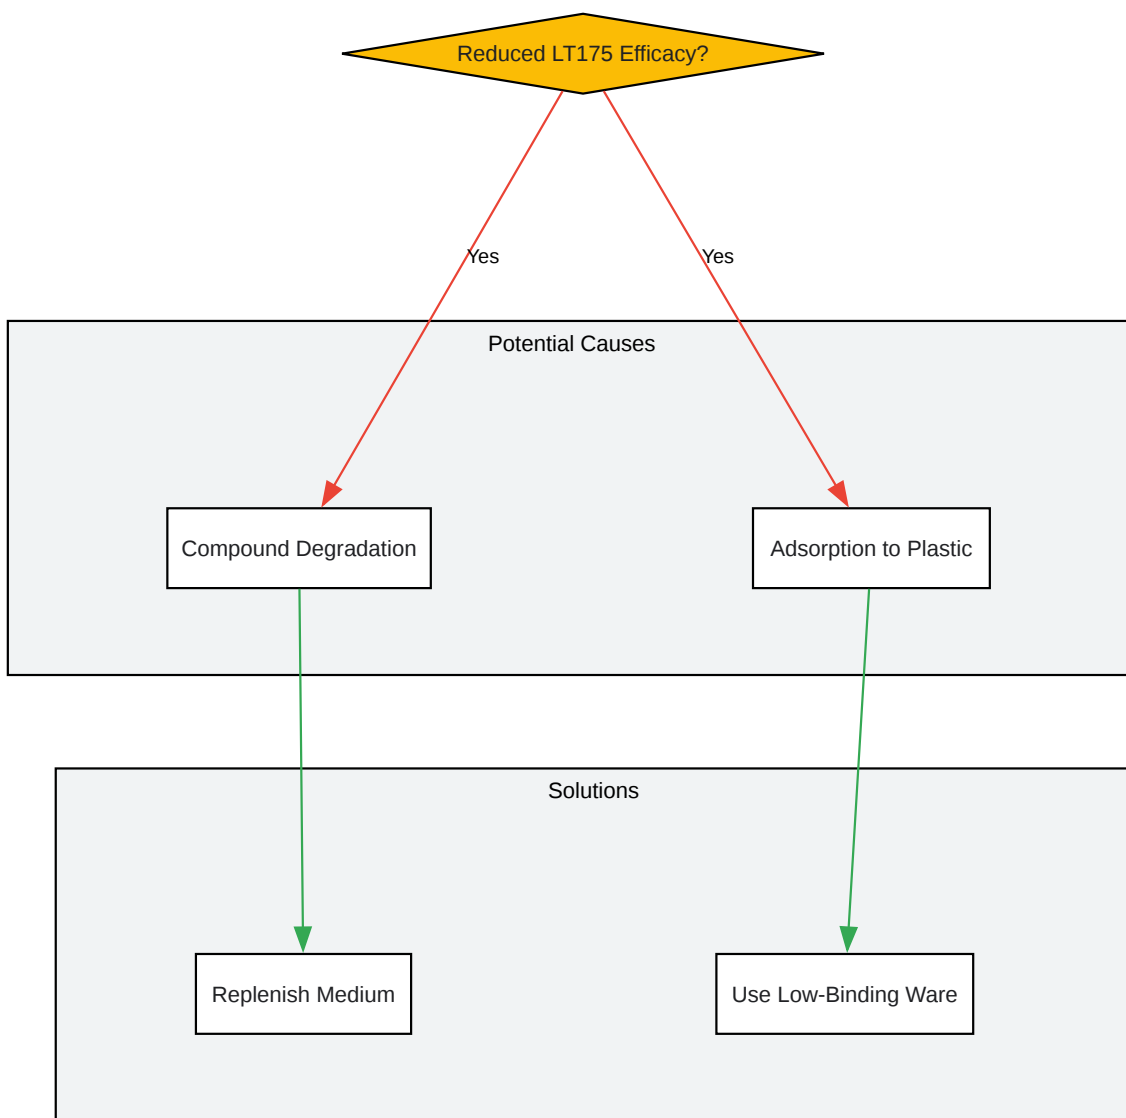 Reduced LT175 Efficacy?
Yes
Yes
Potential Causes
Compound Degradation
Adsorption to Plastic
Solutions
Replenish Medium
Use Low-Binding Ware